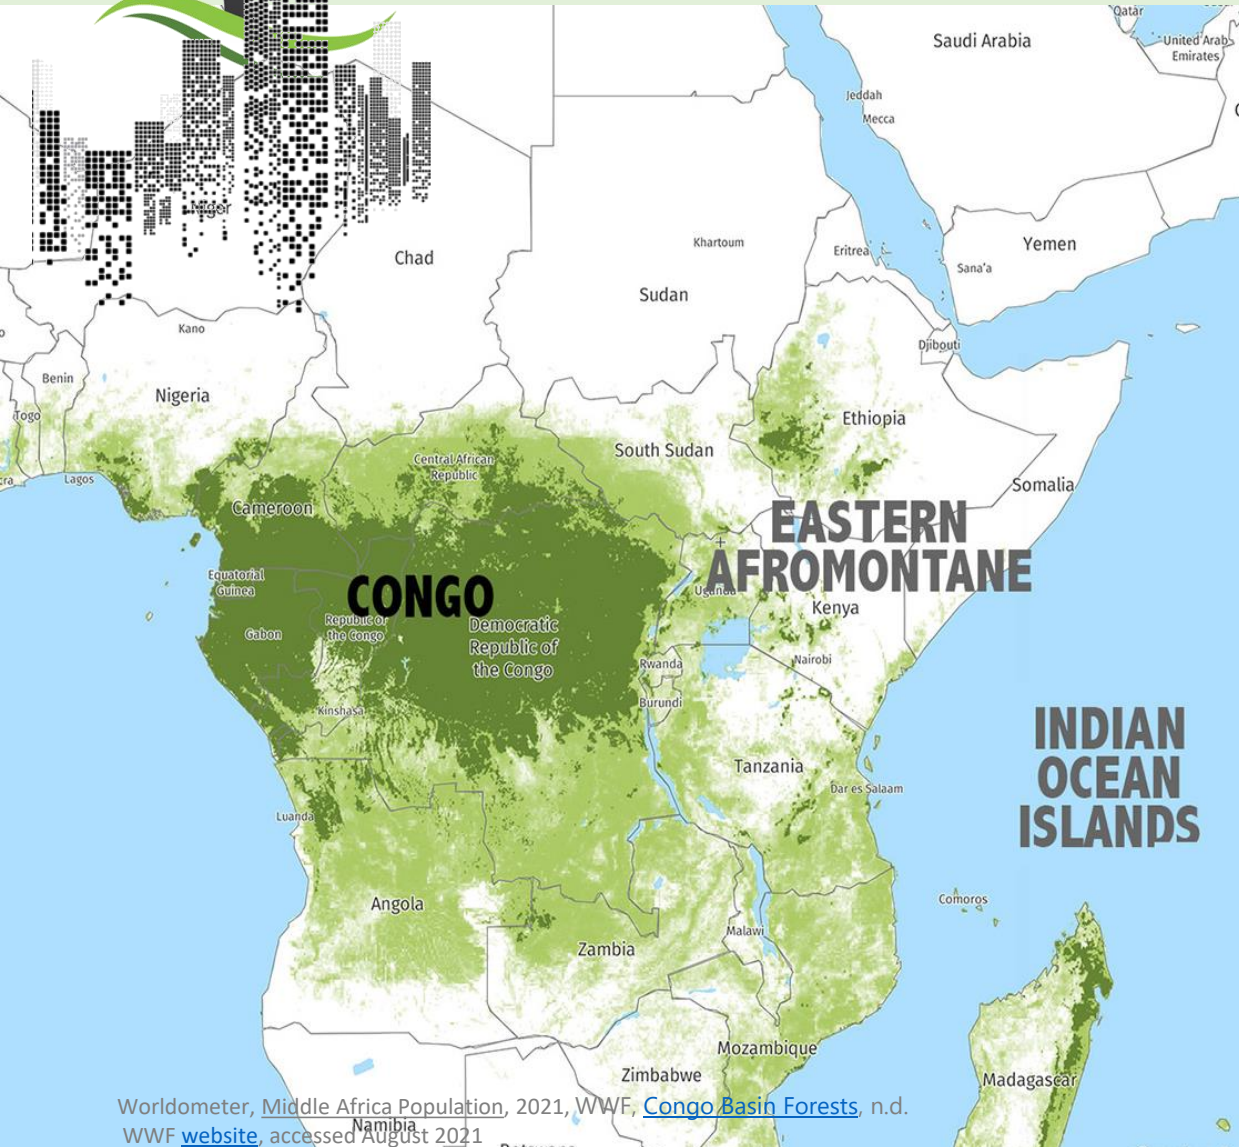 Qatar
Saudi Arabia
United Arab
Emirates
Jeddah
Mecca
Niger
Chad
Khartoum
Eritrea
Yemen
Sana'a
Sudan
Kano
Djibouti
Benin
Nigeria
Togo
Ethiopia
South Sudan
Central African
Republic
Lagos
Somalia
Cameroon
EASTERN
AFROMONTANE
Equatorial
Guinea
CONGO
Uganda
Kenya
Republic of
the Congo
Democratic
Republic of
the Congo
Gabon
Nairobi
Rwanda
Burundi
Kinshasa
INDIAN
OCEAN
ISLANDS
Tanzania
Dar es Salaam
Luanda
Angola
Comoros
Malawi
Zambia
Mozambique
Zimbabwe
Madagascar
Worldometer, Middle Africa Population, 2021, WWF, Congo Basin Forests, n.d.
Namibia
WWF website, accessed August 2021